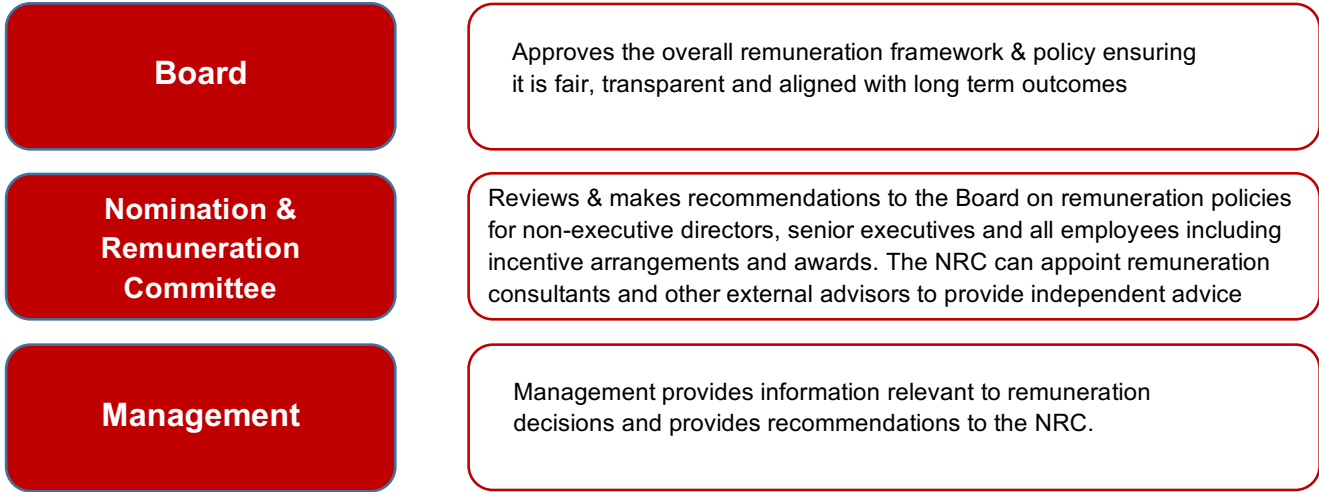 Board
Approves the overall remuneration framework & policy ensuring
it is fair, transparent and aligned with long term outcomes
Nomination &
Remuneration
Committee
Reviews & makes recommendations to the Board on remuneration policies
for non-executive directors, senior executives and all employees including
incentive arrangements and awards. The NRC can appoint remuneration
consultants and other external advisors to provide independent advice
Management
Management provides information relevant to remuneration
decisions and provides recommendations to the NRC.